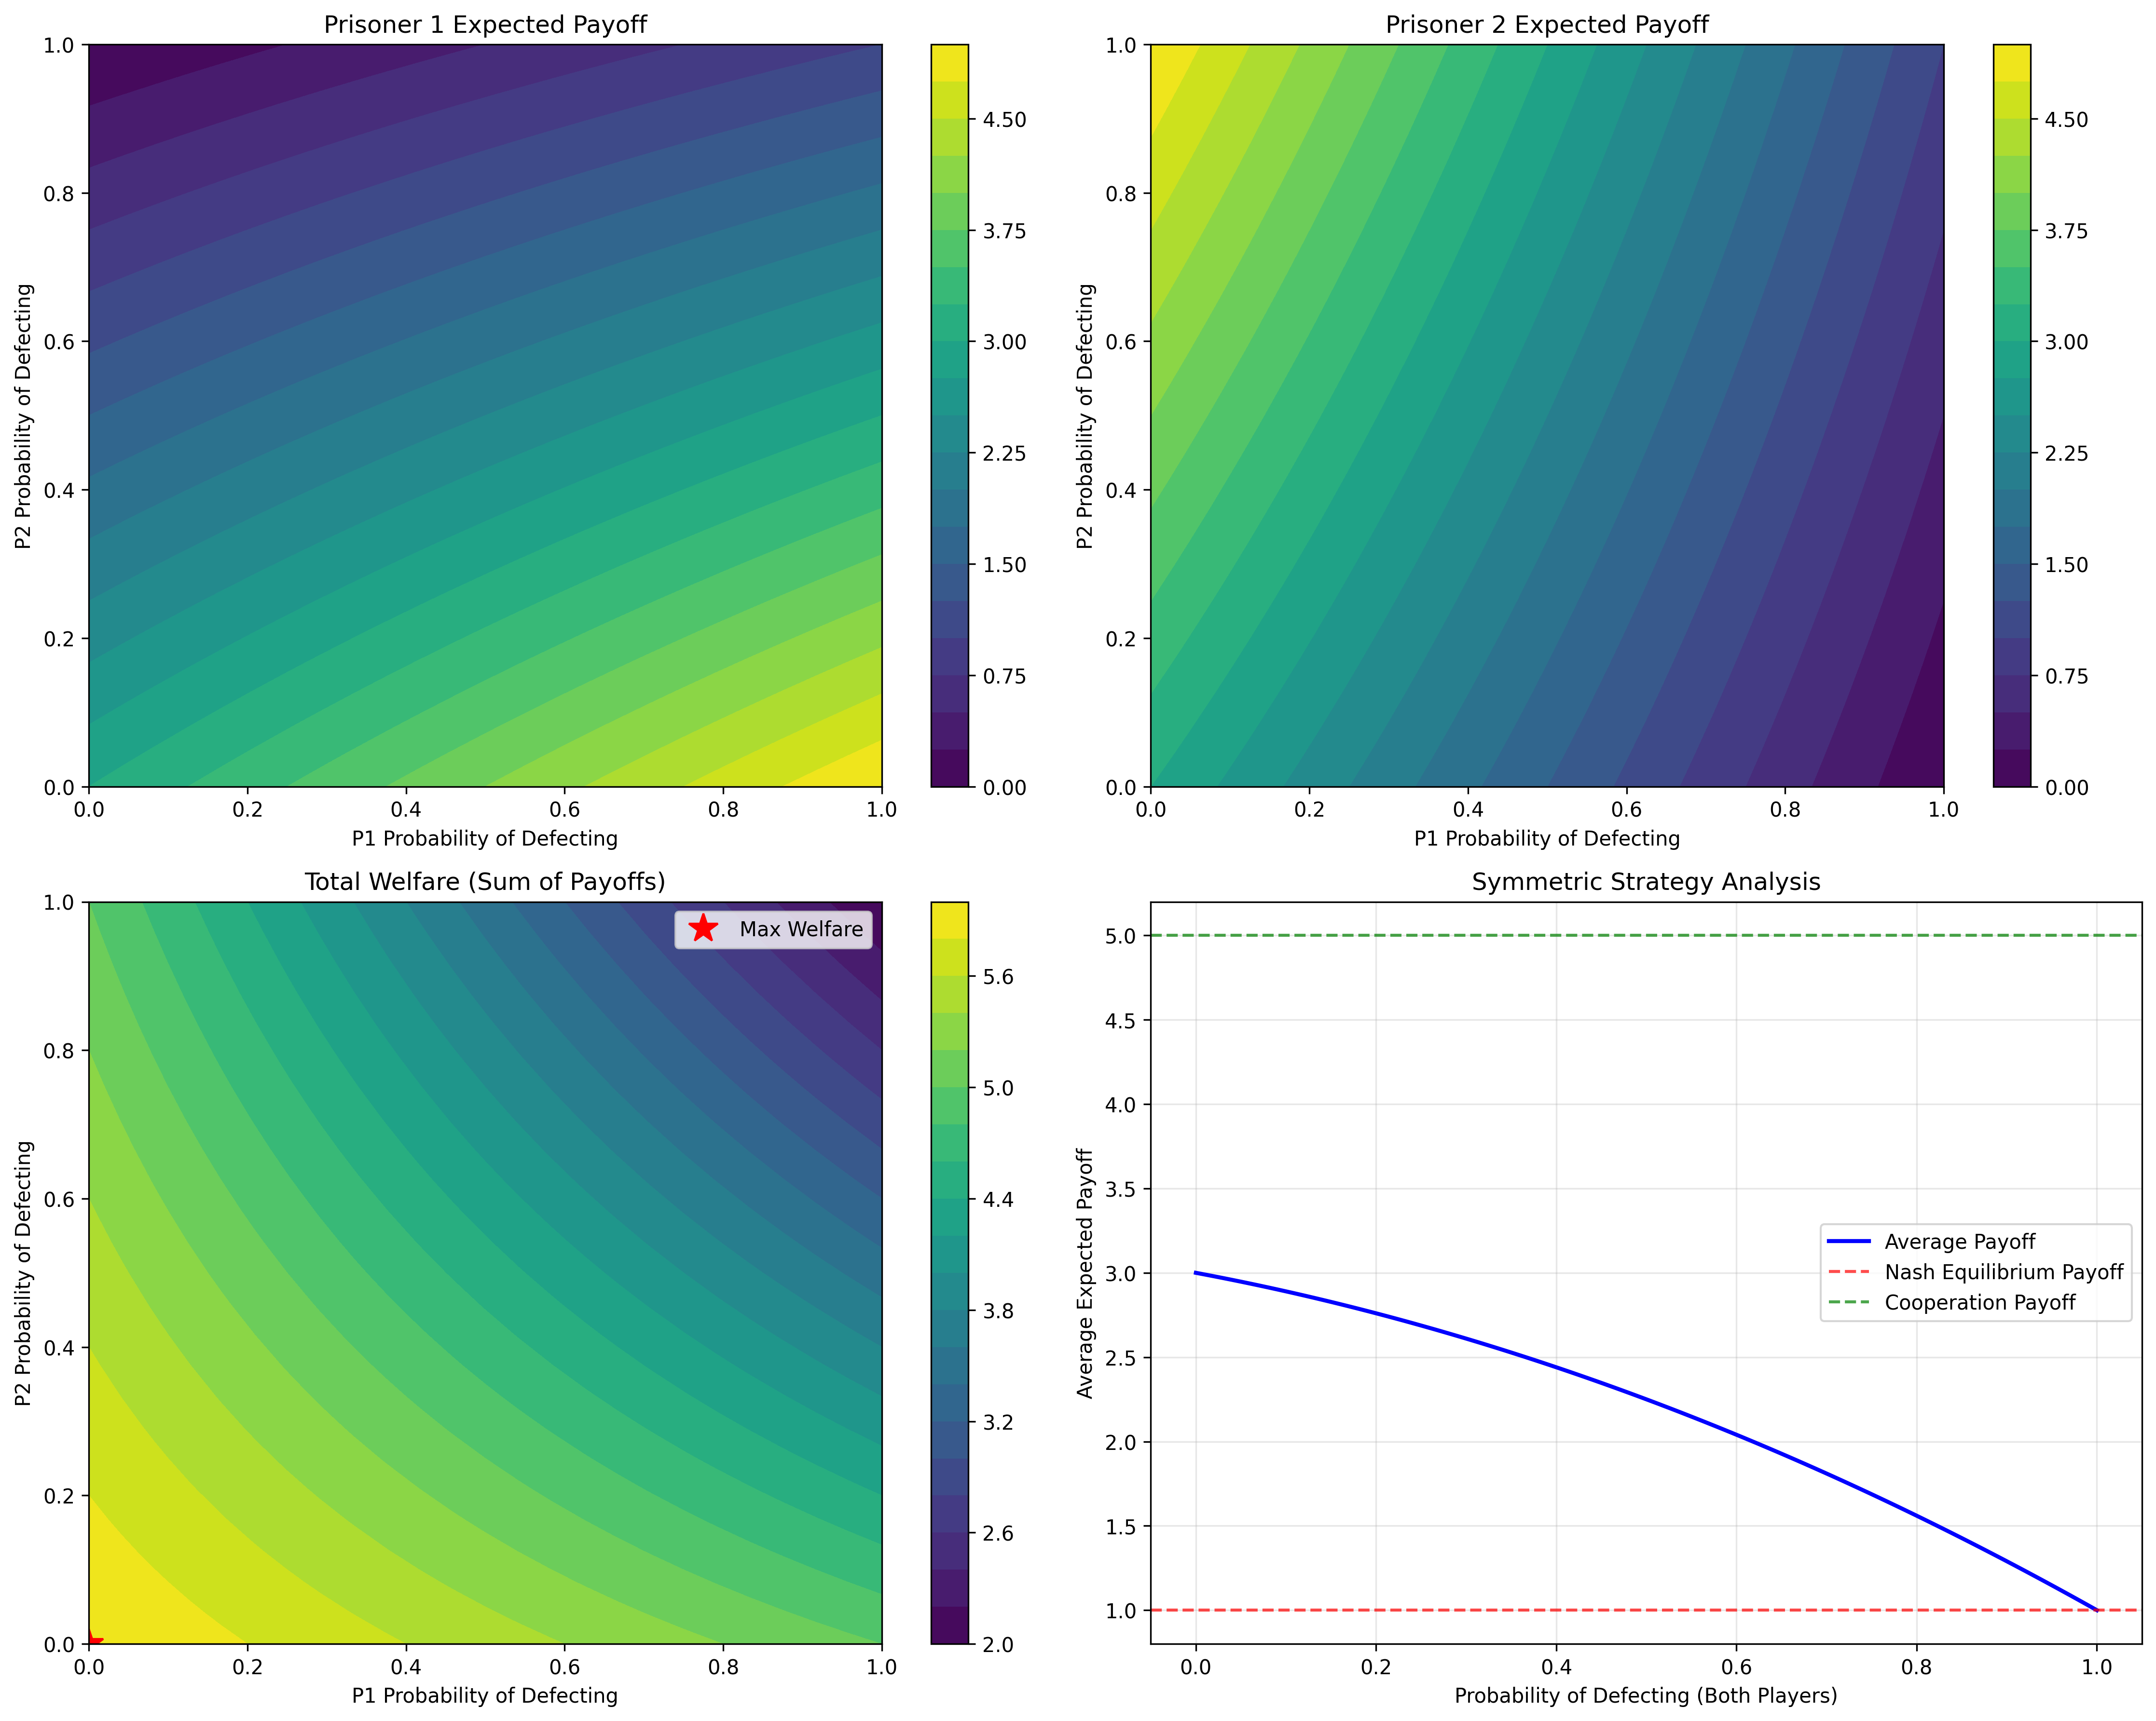 Prisoner 1 Expected Payoff
1.0
0.8
0.6
0.4
0.2
0.0
P2 Probability of Defecting
0.0 0.2 0.4 0.6 0.8 1.0
P1 Probability of Defecting
4.50
3.75
3.00
2.25
1.50
0.75
0.00
Prisoner 2 Expected Payoff
1.0
0.8
0.6
0.4
0.2
0.0
P2 Probability of Defecting
0.0 0.2 0.4 0.6 0.8 1.0
P1 Probability of Defecting
4.50
3.75
3.00
2.25
1.50
0.75
0.00
Total Welfare (Sum of Payoffs)
Max Welfare
1.0
0.8
0.6
0.4
0.2
0.0
P2 Probability of Defecting
0.0 0.2 0.4 0.6 0.8 1.0
P1 Probability of Defecting
5.6
5.0
4.4
3.8
3.2
2.6
2.0
Symmetric Strategy Analysis
5.0
4.5
4.0
3.5
3.0
2.5
2.0
1.5
1.0
Average Expected Payoff
Average Payoff
Nash Equilibrium Payoff
Cooperation Payoff
0.0 0.2 0.4 0.6 0.8 1.0
Probability of Defecting (Both Players)